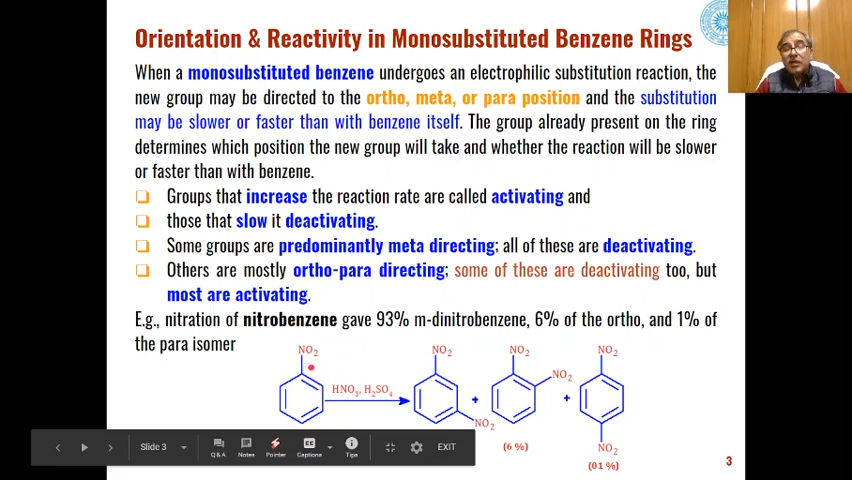 Orientation & Reactivity in Monosubstituted Benzene Rings
When a monosubstituted benzene undergoes an electrophilic substitution reaction, the
new group may be directed to the ortho, meta, or para position and the substitution
may be slower or faster than with benzene itself. The group already present on the ring
determines which position the new group will take and whether the reaction will be slower
or faster than with benzene.
❑ Groups that increase the reaction rate are called activating and
❑ those that slow it deactivating.
❑ Some groups are predominantly meta directing; all of these are deactivating.
❑ Others are mostly ortho-para directing; some of these are deactivating too, but
most are activating.
E.g., nitration of nitrobenzene gave 93% m-dinitrobenzene, 6% of the ortho, and 1% of
the para isomer
NO₂ NO₂ NO₂ NO₂
HNO₃, H₂SO₄ + NO₂ +
NO₂ NO₂
(6 %) (01 %)
Slide 3 Q & A Notes Pointer Captions Tips EXIT
3